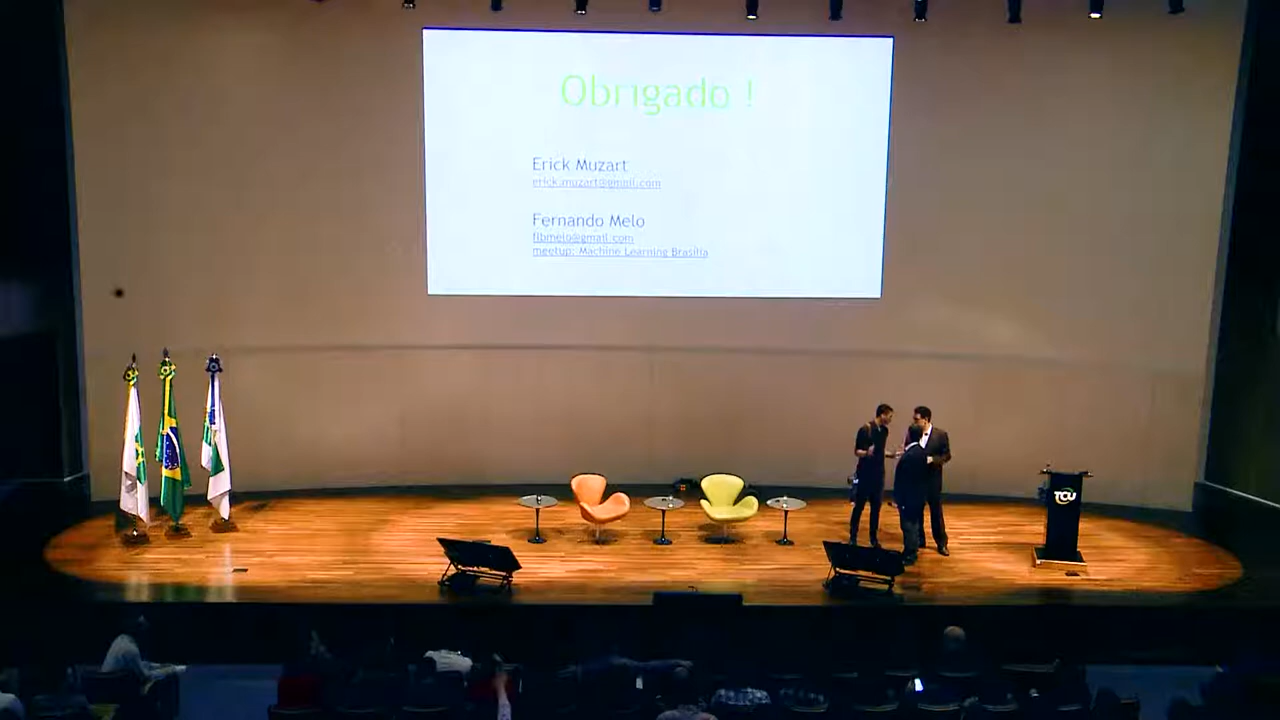 Obrigado !
Erick Muzart
erick.muzart@gmail.com
Fernando Melo
flbmelo@gmail.com
meetup: Machine Learning Brasília
TCU